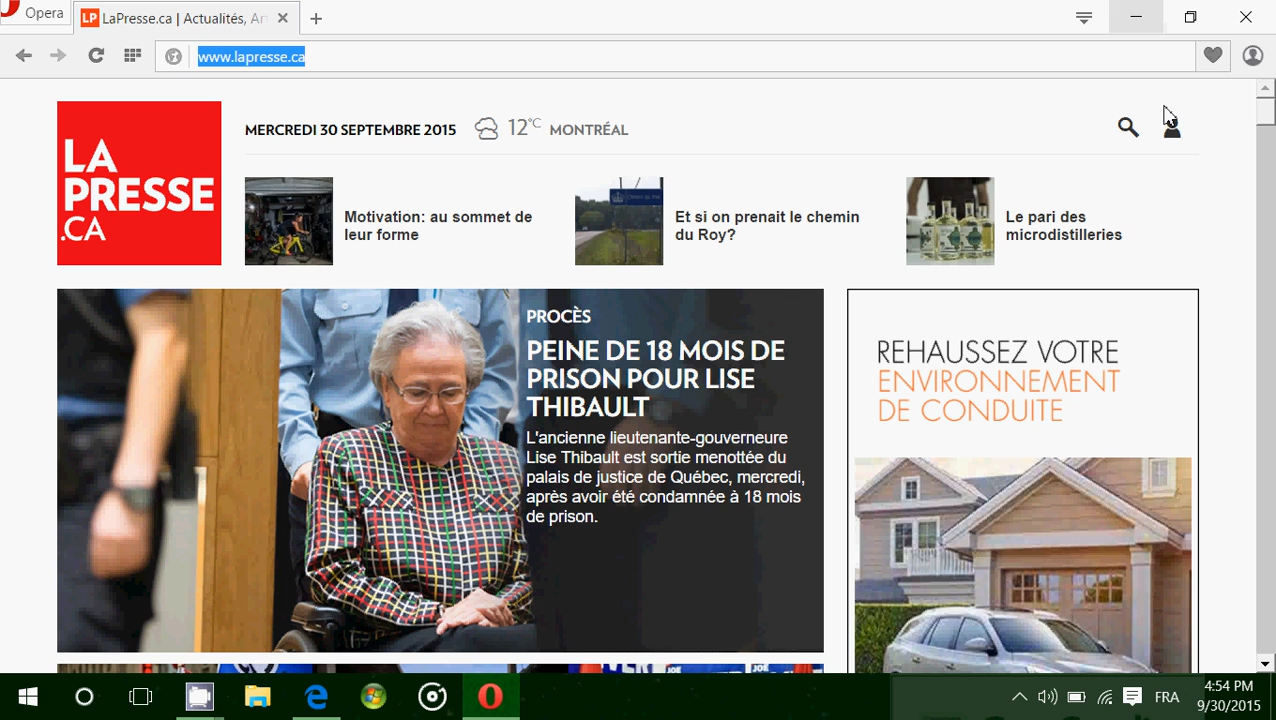 Opera
LP LaPresse.ca | Actualités, Ar
www.lapresse.ca
LA
PRESSE
.CA
MERCREDI 30 SEPTEMBRE 2015 12°C MONTRÉAL
Motivation: au sommet de
leur forme
Et si on prenait le chemin
du Roy?
Le pari des
microdistilleries
PROCÈS
PEINE DE 18 MOIS DE
PRISON POUR LISE
THIBAULT
L'ancienne lieutenante-gouverneure
Lise Thibault est sortie menottée du
palais de justice de Québec, mercredi,
après avoir été condamnée à 18 mois
de prison.
REHAUSSEZ VOTRE
ENVIRONNEMENT
DE CONDUITE
JOE
JOE
FRA
4:54 PM
9/30/2015